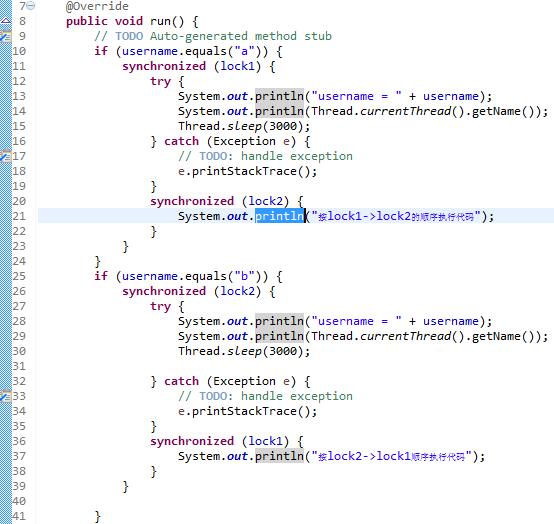 7 @Override
8 public void run() {
9 // TODO Auto-generated method stub
10 if (username.equals("a")) {
11 synchronized (lock1) {
12 try {
13 System.out.println("username = " + username);
14 System.out.println(Thread.currentThread().getName());
15 Thread.sleep(3000);
16 } catch (Exception e) {
17 // TODO: handle exception
18 e.printStackTrace();
19 }
20 synchronized (lock2) {
21 System.out.println("按lock1->lock2的顺序执行代码");
22 }
23 }
24 }
25 if (username.equals("b")) {
26 synchronized (lock2) {
27 try {
28 System.out.println("username = " + username);
29 System.out.println(Thread.currentThread().getName());
30 Thread.sleep(3000);
31
32 } catch (Exception e) {
33 // TODO: handle exception
34 e.printStackTrace();
35 }
36 synchronized (lock1) {
37 System.out.println("按lock2->lock1顺序执行代码");
38 }
39 }
40
41 }